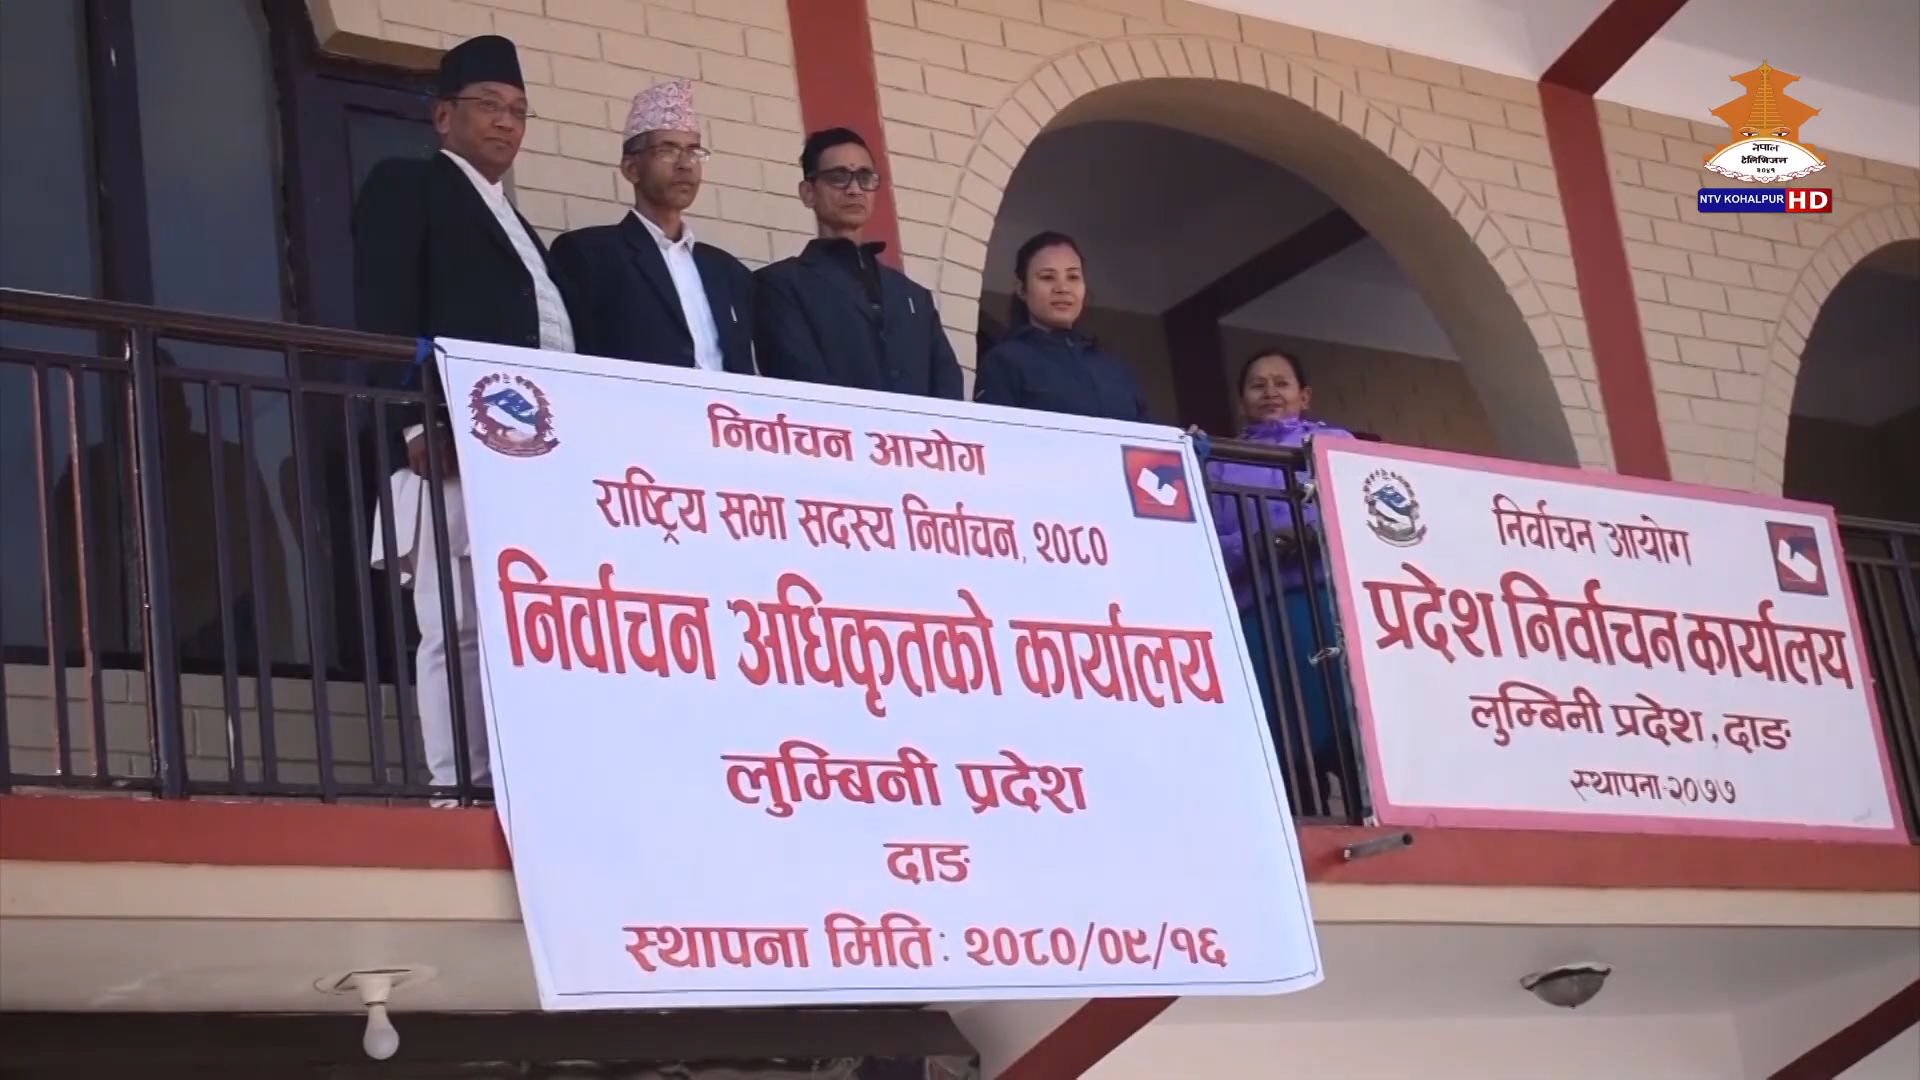 नेपाल
टेलिभिजन
२०४१
NTV KOHALPUR HD
निर्वाचन आयोग
राष्ट्रिय सभा सदस्य निर्वाचन, २०८०
निर्वाचन अधिकृतको कार्यालय
लुम्बिनी प्रदेश
दाङ
स्थापना मिति: २०८०/०९/१६
निर्वाचन आयोग
प्रदेश निर्वाचन कार्यालय
लुम्बिनी प्रदेश, दाङ
स्थापना-२०७७